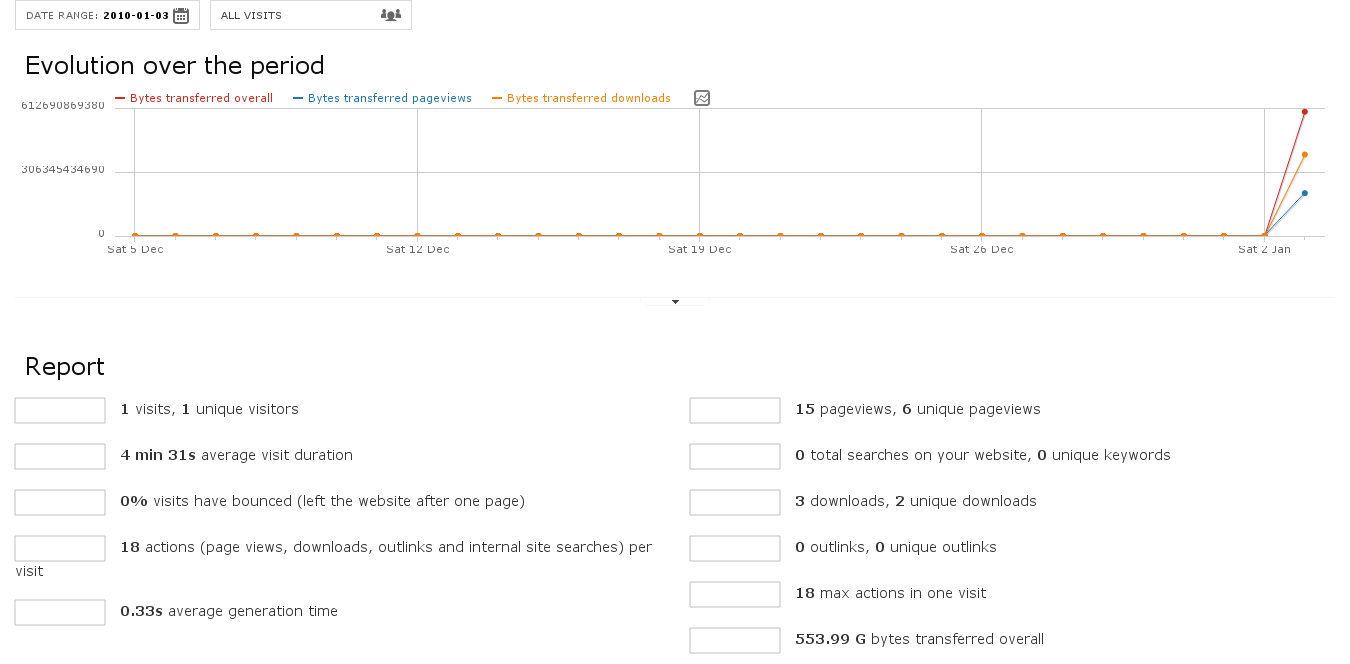 DATE RANGE: 2010-01-03
ALL VISITS
Evolution over the period
Bytes transferred overall
Bytes transferred pageviews
Bytes transferred downloads
612690869380
306345434690
0
Sat 5 Dec
Sat 12 Dec
Sat 19 Dec
Sat 26 Dec
Sat 2 Jan
Report
1 visits, 1 unique visitors
4 min 31s average visit duration
0% visits have bounced (left the website after one page)
18 actions (page views, downloads, outlinks and internal site searches) per
visit
0.33s average generation time
15 pageviews, 6 unique pageviews
0 total searches on your website, 0 unique keywords
3 downloads, 2 unique downloads
0 outlinks, 0 unique outlinks
18 max actions in one visit
553.99 G bytes transferred overall